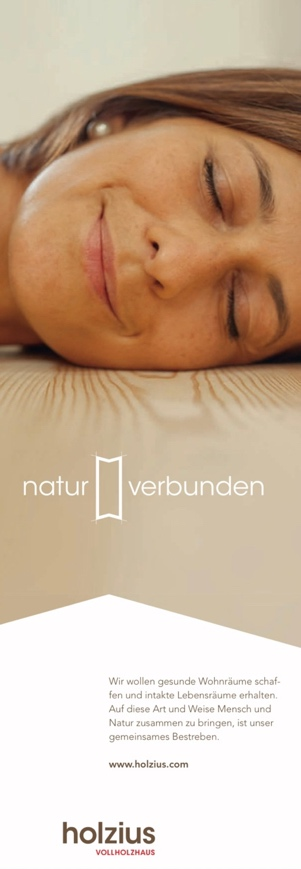 natur verbunden
Wir wollen gesunde Wohnräume schaf-
fen und intakte Lebensräume erhalten.
Auf diese Art und Weise Mensch und
Natur zusammen zu bringen, ist unser
gemeinsames Bestreben.
www.holzius.com
holzius
VOLLHOLZHAUS